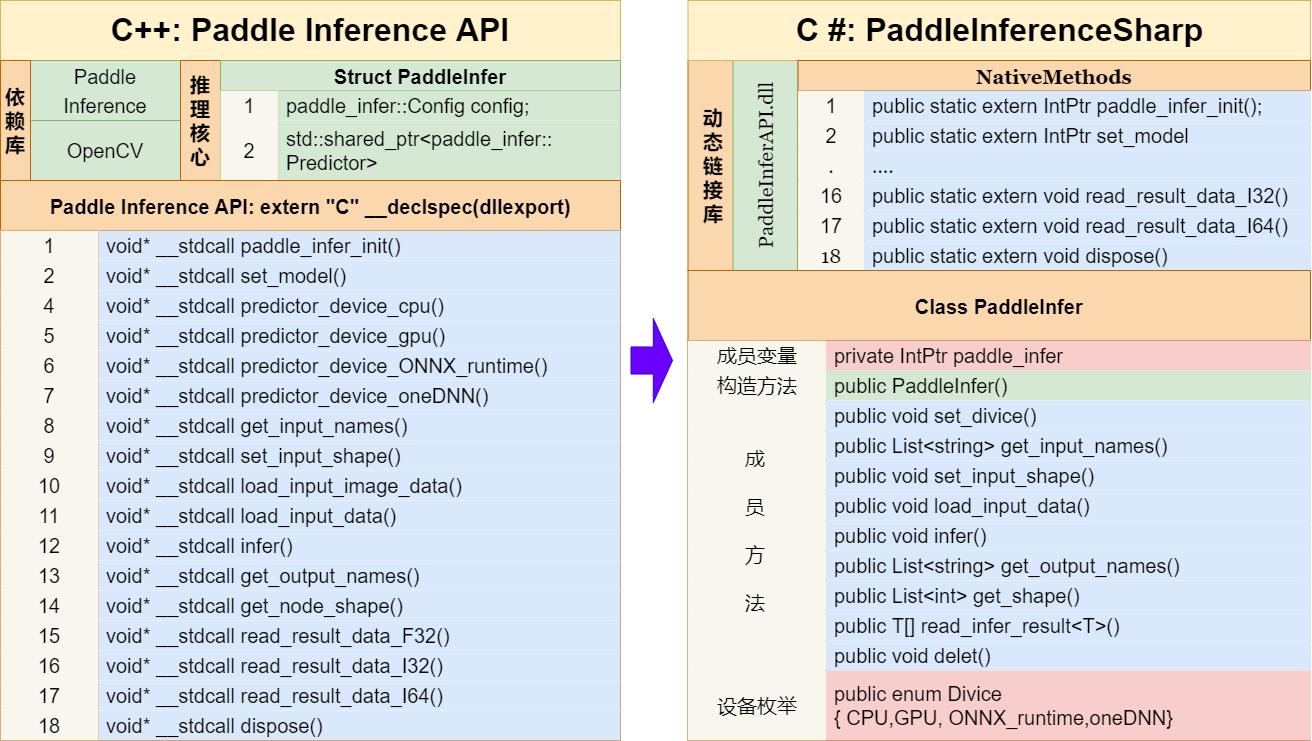 C++: Paddle Inference API
依赖库
Paddle
Inference
OpenCV
推理核心
Struct PaddleInfer
1 paddle_infer::Config config;
2 std::shared_ptr<paddle_infer::
Predictor>
Paddle Inference API: extern "C" __declspec(dllexport)
1 void* __stdcall paddle_infer_init()
2 void* __stdcall set_model()
4 void* __stdcall predictor_device_cpu()
5 void* __stdcall predictor_device_gpu()
6 void* __stdcall predictor_device_ONNX_runtime()
7 void* __stdcall predictor_device_oneDNN()
8 void* __stdcall get_input_names()
9 void* __stdcall set_input_shape()
10 void* __stdcall load_input_image_data()
11 void* __stdcall load_input_data()
12 void* __stdcall infer()
13 void* __stdcall get_output_names()
14 void* __stdcall get_node_shape()
15 void* __stdcall read_result_data_F32()
16 void* __stdcall read_result_data_I32()
17 void* __stdcall read_result_data_I64()
18 void* __stdcall dispose()
C #: PaddleInferenceSharp
动态链接库
PaddleInferAPI.dll
NativeMethods
1 public static extern IntPtr paddle_infer_init();
2 public static extern IntPtr set_model
. ....
16 public static extern void read_result_data_I32()
17 public static extern void read_result_data_I64()
18 public static extern void dispose()
Class PaddleInfer
成员变量 private IntPtr paddle_infer
构造方法 public PaddleInfer()
成员方法
public void set_divice()
public List<string> get_input_names()
public void set_input_shape()
public void load_input_data()
public void infer()
public List<string> get_output_names()
public List<int> get_shape()
public T[] read_infer_result<T>()
public void delet()
设备枚举
public enum Divice
{ CPU,GPU, ONNX_runtime,oneDNN}